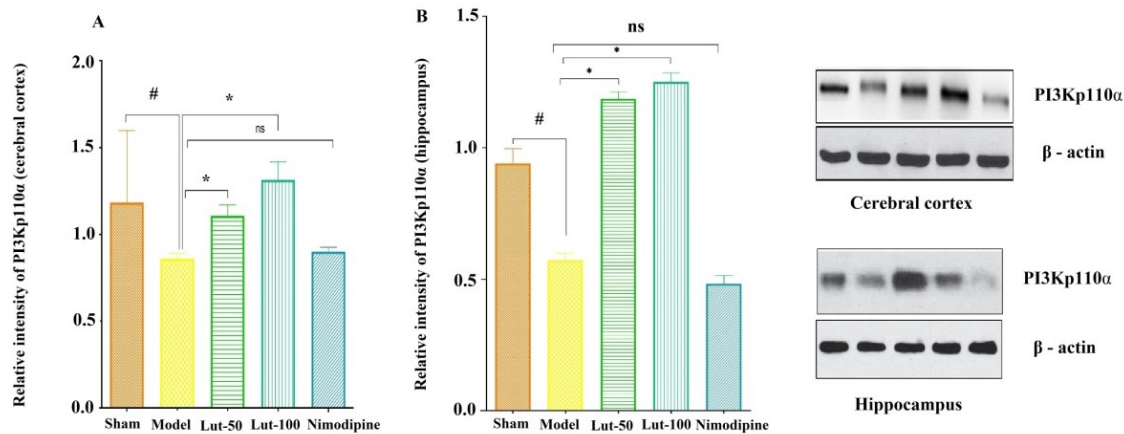 A
Relative intensity of PI3Kp110α (cerebral cortex)
2.0
1.5
1.0
0.5
0.0
#
*
ns
*
Sham Model Lut-50 Lut-100 Nimodipine
B
Relative intensity of PI3Kp110α (hippocampus)
1.5
1.0
0.5
0.0
ns
*
*
#
Sham Model Lut-50 Lut-100 Nimodipine
PI3Kp110α
β - actin
Cerebral cortex
PI3Kp110α
β - actin
Hippocampus